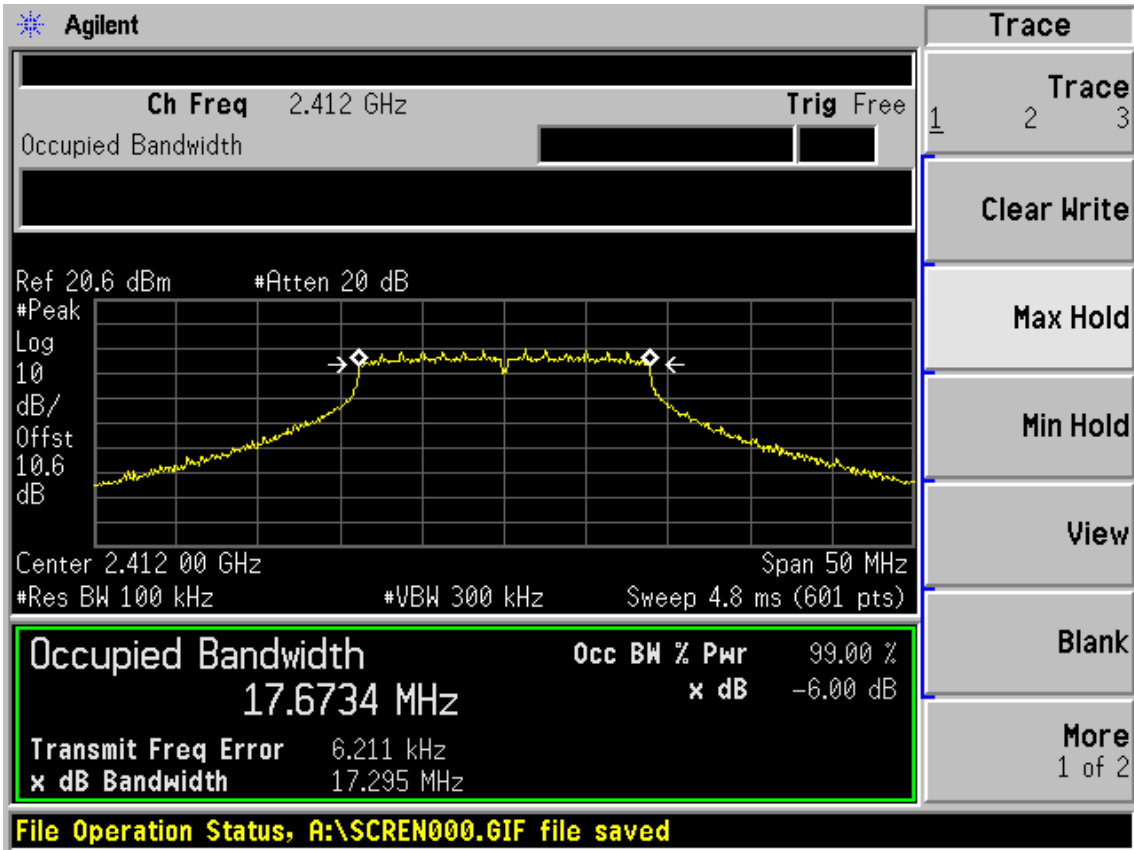 Agilent
Ch Freq 2.412 GHz Trig Free
Occupied Bandwidth
Ref 20.6 dBm #Atten 20 dB
#Peak
Log
10
dB/
Offst
10.6
dB
Center 2.412 00 GHz Span 50 MHz
#Res BW 100 kHz #VBW 300 kHz Sweep 4.8 ms (601 pts)
Occupied Bandwidth
17.6734 MHz
Occ BW % Pwr 99.00 %
x dB -6.00 dB
Transmit Freq Error 6.211 kHz
x dB Bandwidth 17.295 MHz
File Operation Status, A:\SCREN000.GIF file saved
Trace
Trace
1 2 3
Clear Write
Max Hold
Min Hold
View
Blank
More
1 of 2